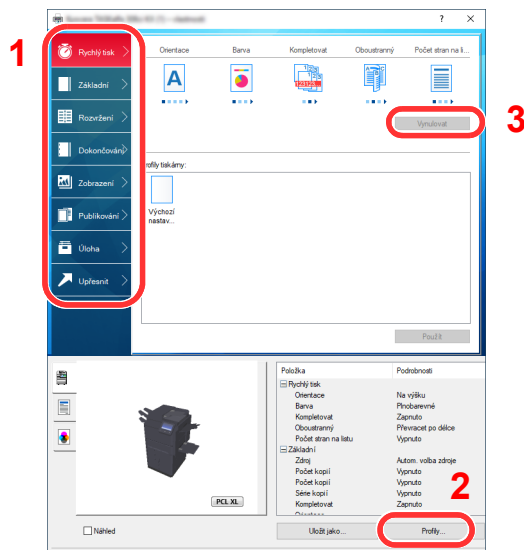 ? ×
1
Rychlý tisk
Základní
Rozvržení
Dokončování
Zobrazení
Publikování
Úloha
Upřesnit
Orientace Barva Kompletovat Oboustranný Počet stran na li...
A
123123
Vynulovat
3
rofily tiskárny:
Výchozí
nastav...
Použít
Položka Podrobnosti
Rychlý tisk
Orientace Na výšku
Barva Plnobarevně
Kompletovat Zapnuto
Oboustranný Převracet po délce
Počet stran na listu Vypnuto
Základní
Zdroj Autom. volba zdroje
Počet kopií Vypnuto
Počet kopií Vypnuto
Série kopií Vypnuto
Kompletovat Zapnuto
2
PCL XL
Náhled
Uložit jako... Profily...